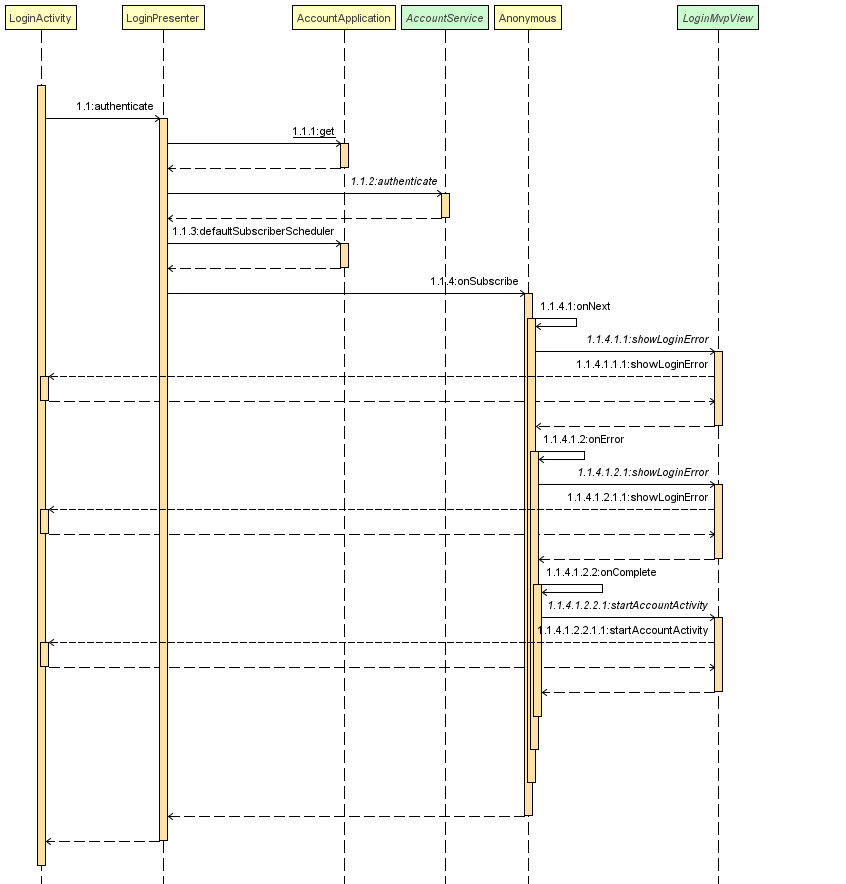 LoginActivity LoginPresenter AccountApplication AccountService Anonymous LoginMvpView
1.1:authenticate
1.1.1:get
1.1.2:authenticate
1.1.3:defaultSubscriberScheduler
1.1.4:onSubscribe
1.1.4.1:onNext
1.1.4.1.1:showLoginError
1.1.4.1.1.1:showLoginError
1.1.4.1.2:onError
1.1.4.1.2.1:showLoginError
1.1.4.1.2.1.1:showLoginError
1.1.4.1.2.2:onComplete
1.1.4.1.2.2.1:startAccountActivity
1.1.4.1.2.2.1.1:startAccountActivity